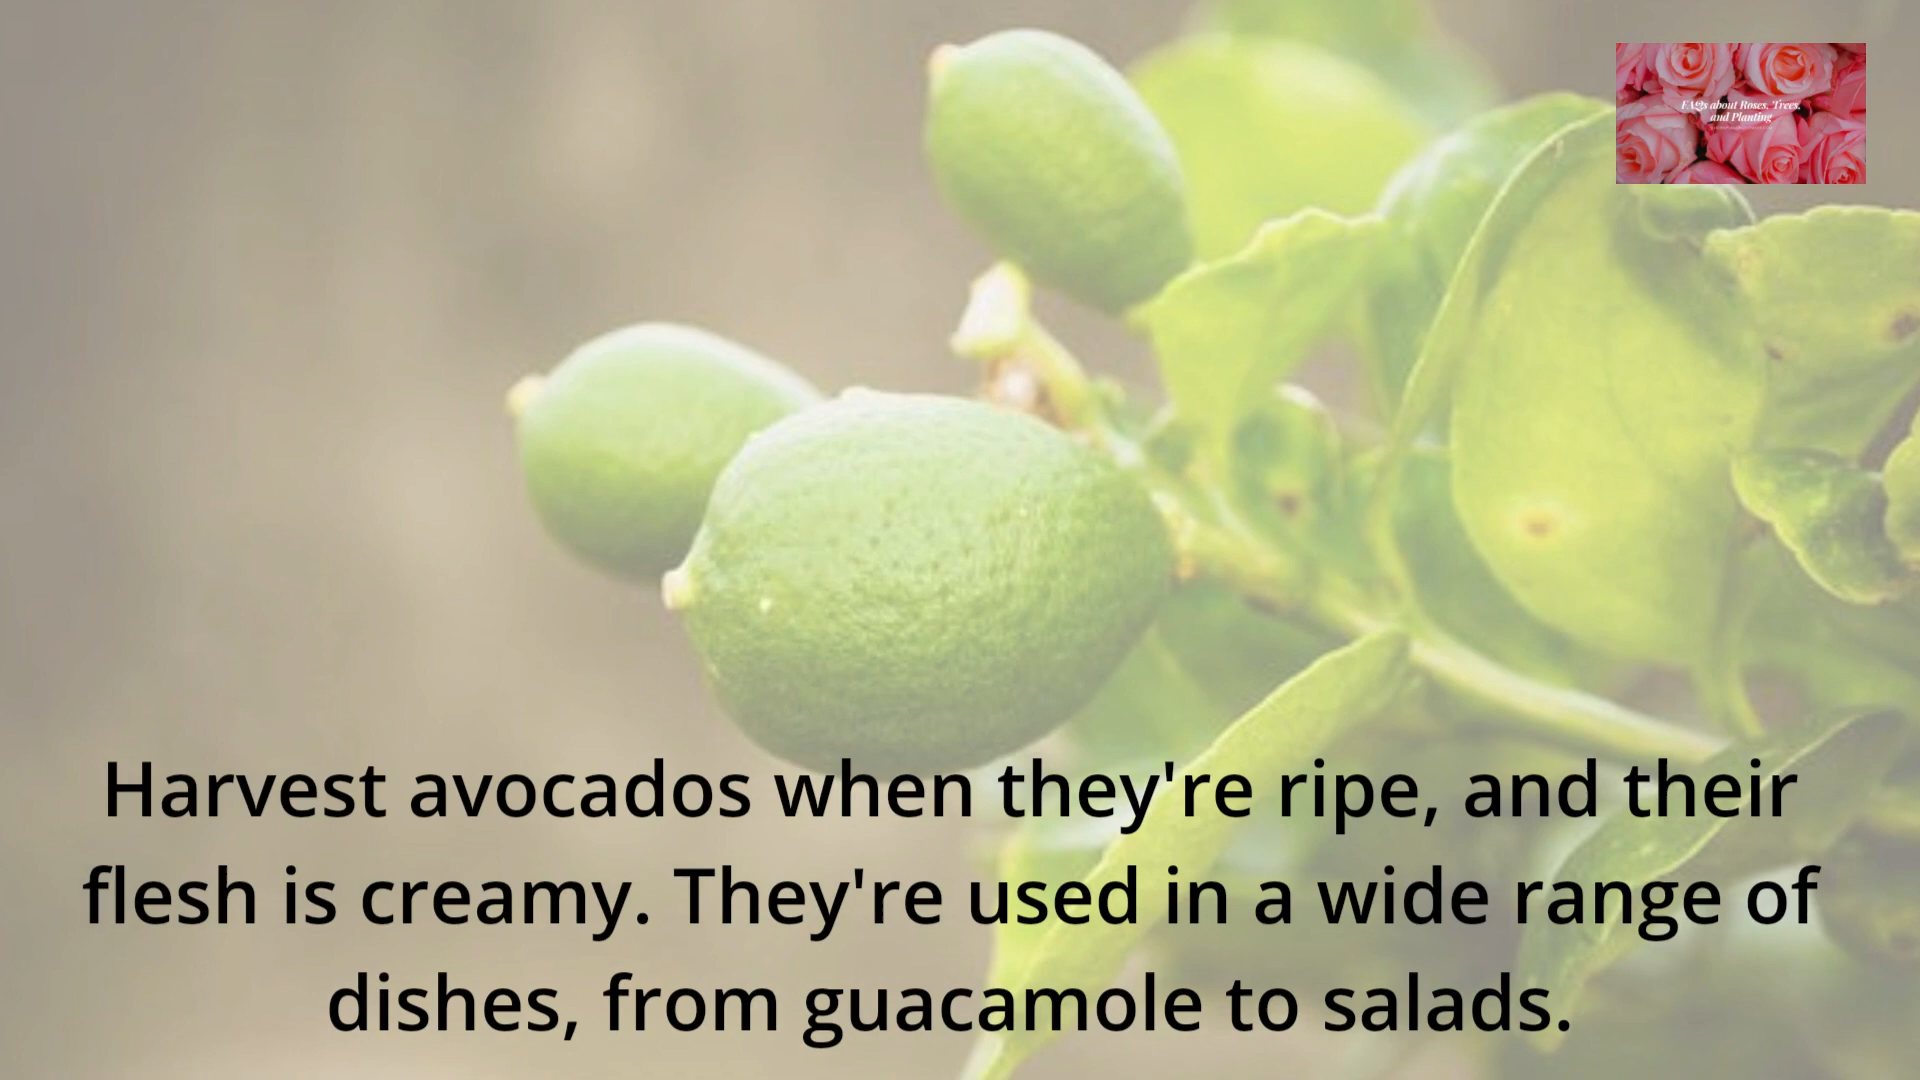 FAQs about Roses, Trees,
and Planting
Harvest avocados when they're ripe, and their
flesh is creamy. They're used in a wide range of
dishes, from guacamole to salads.